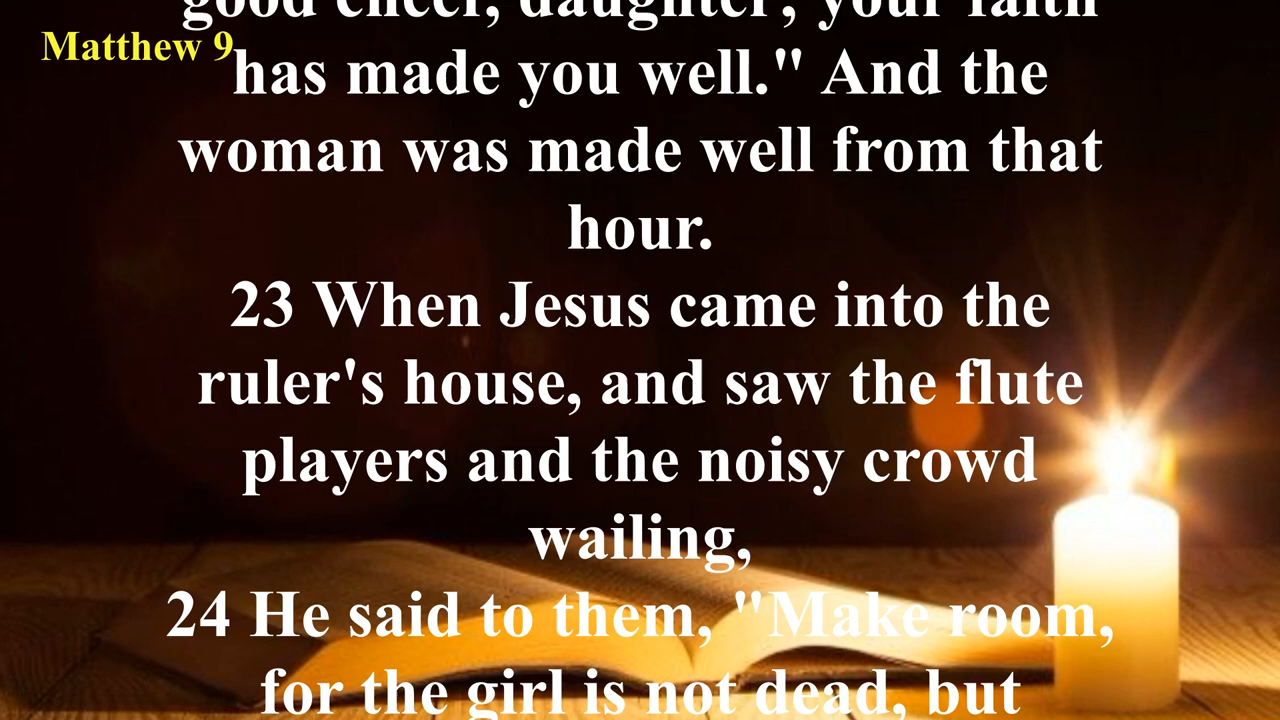 good cheer, daughter; your faith
Matthew 9
has made you well." And the
woman was made well from that
hour.
23 When Jesus came into the
ruler's house, and saw the flute
players and the noisy crowd
wailing,
24 He said to them, "Make room,
for the girl is not dead, but